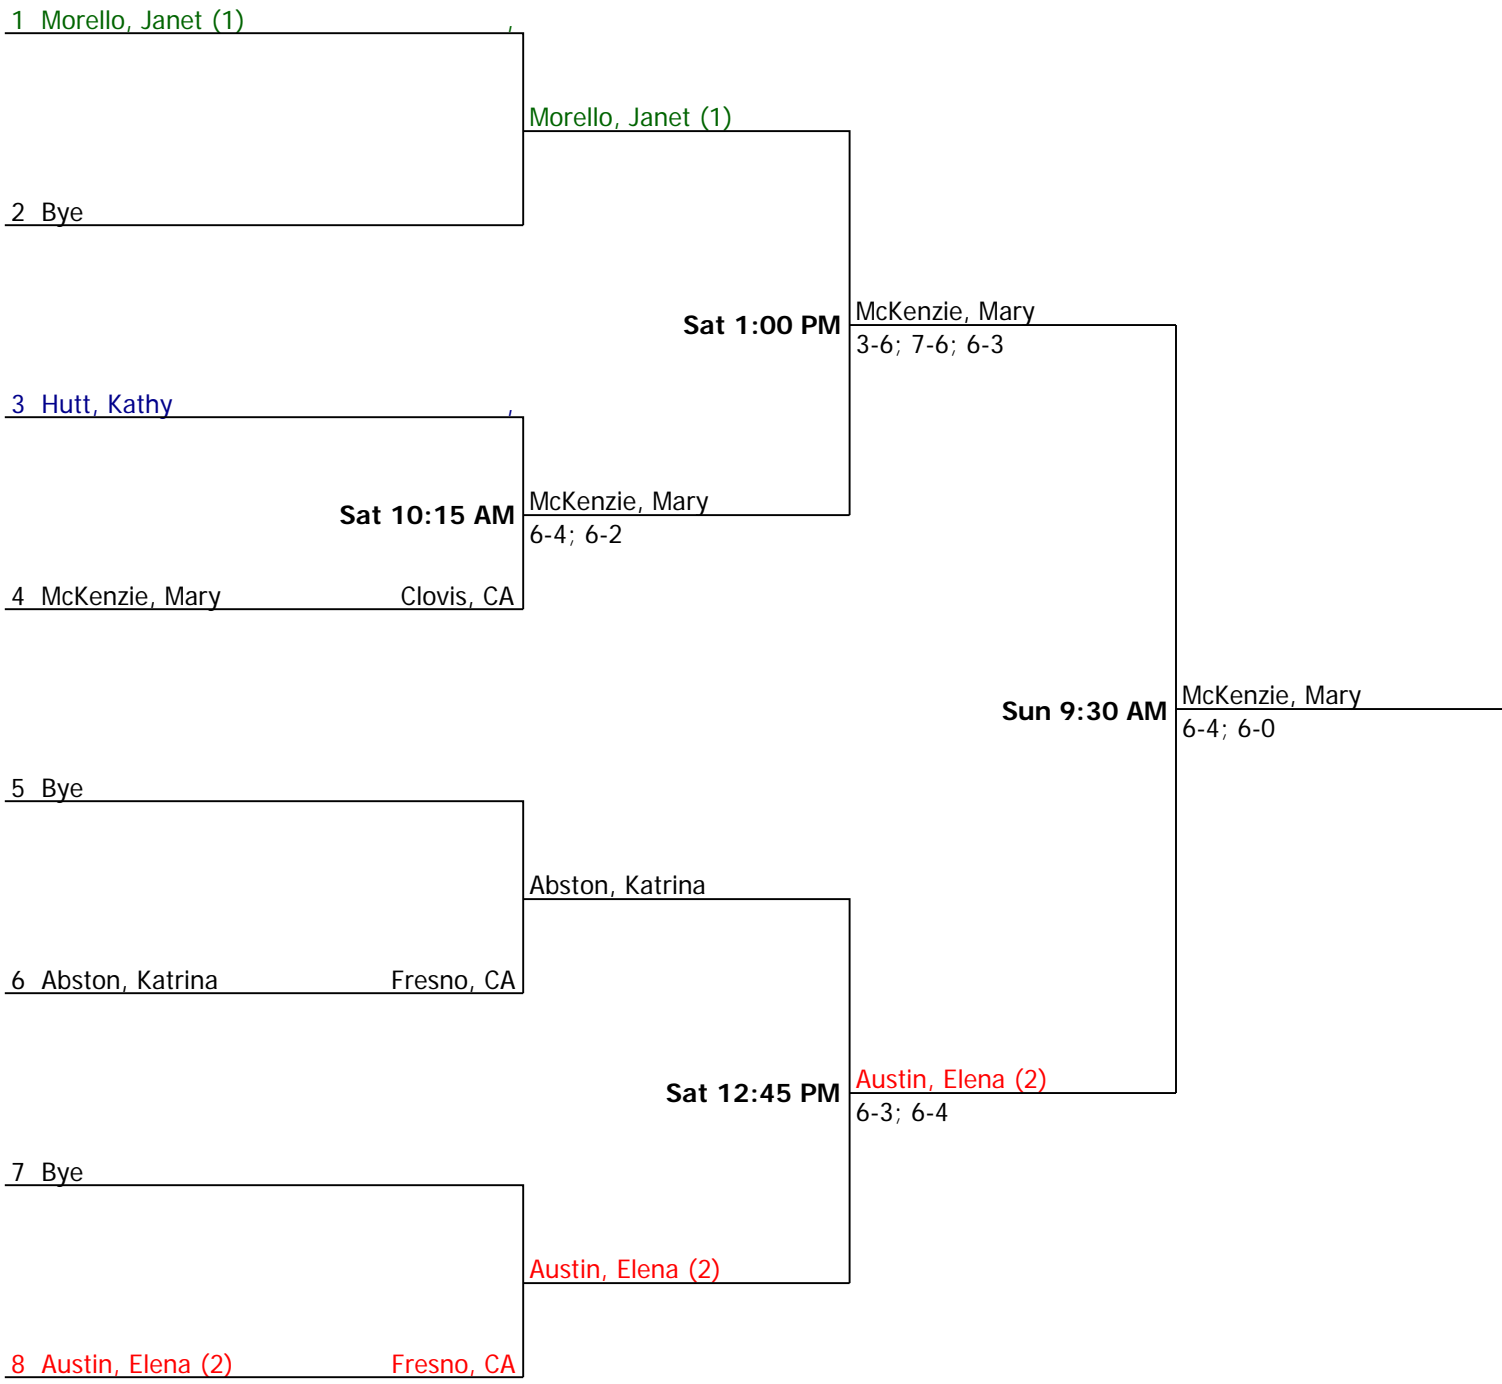 1 Morello, Janet (1) ,
Morello, Janet (1)
2 Bye
Sat 1:00 PM
McKenzie, Mary
3-6; 7-6; 6-3
3 Hutt, Kathy ,
Sat 10:15 AM
McKenzie, Mary
6-4; 6-2
4 McKenzie, Mary Clovis, CA
Sun 9:30 AM
McKenzie, Mary
6-4; 6-0
5 Bye
Abston, Katrina
6 Abston, Katrina Fresno, CA
Sat 12:45 PM
Austin, Elena (2)
6-3; 6-4
7 Bye
Austin, Elena (2)
8 Austin, Elena (2) Fresno, CA